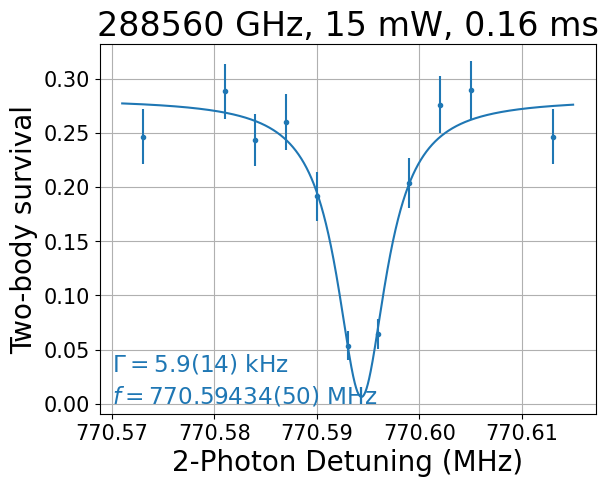 288560 GHz, 15 mW, 0.16 ms
Two-body survival
0.30
0.25
0.20
0.15
0.10
0.05
0.00
Γ = 5.9(14) kHz
f = 770.59434(50) MHz
770.57 770.58 770.59 770.60 770.61
2-Photon Detuning (MHz)